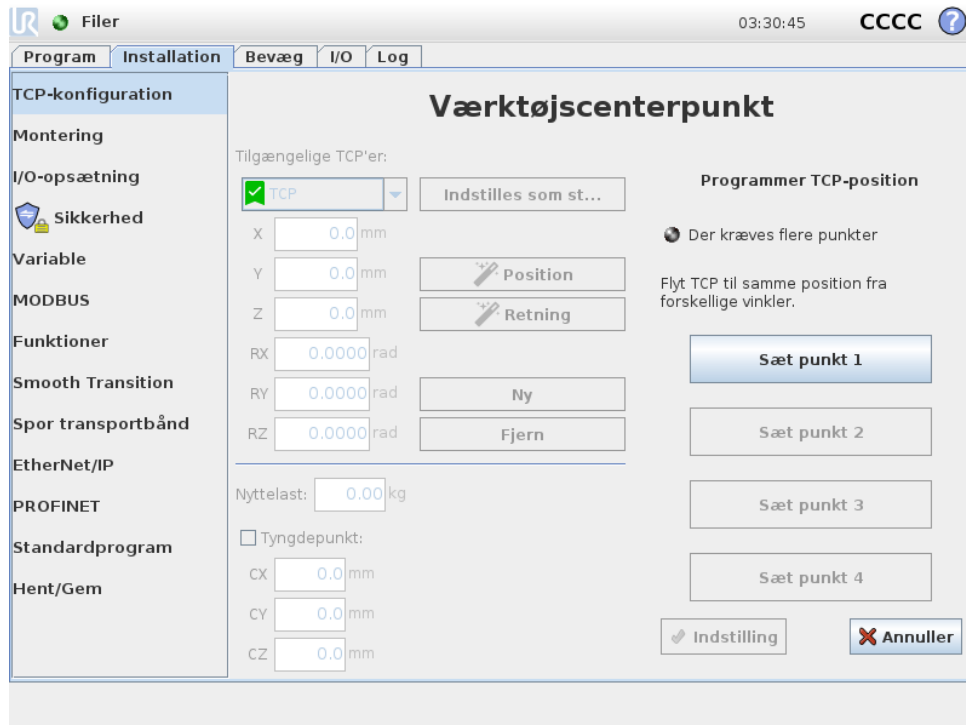 UR Filer 03:30:45 CCCC ?
Program Installation Bevæg I/O Log
TCP-konfiguration
Montering
I/O-opsætning
Sikkerhed
Variable
MODBUS
Funktioner
Smooth Transition
Spor transportbånd
EtherNet/IP
PROFINET
Standardprogram
Hent/Gem
Værktøjscenterpunkt
Tilgængelige TCP'er:
TCP Indstilles som st...
X 0.0 mm
Y 0.0 mm Position
Z 0.0 mm Retning
RX 0.0000 rad
RY 0.0000 rad Ny
RZ 0.0000 rad Fjern
Nyttelast: 0.00 kg
Tyngdepunkt:
CX 0.0 mm
CY 0.0 mm
CZ 0.0 mm
Programmer TCP-position
Der kræves flere punkter
Flyt TCP til samme position fra
forskellige vinkler.
Sæt punkt 1
Sæt punkt 2
Sæt punkt 3
Sæt punkt 4
Indstilling Annuller